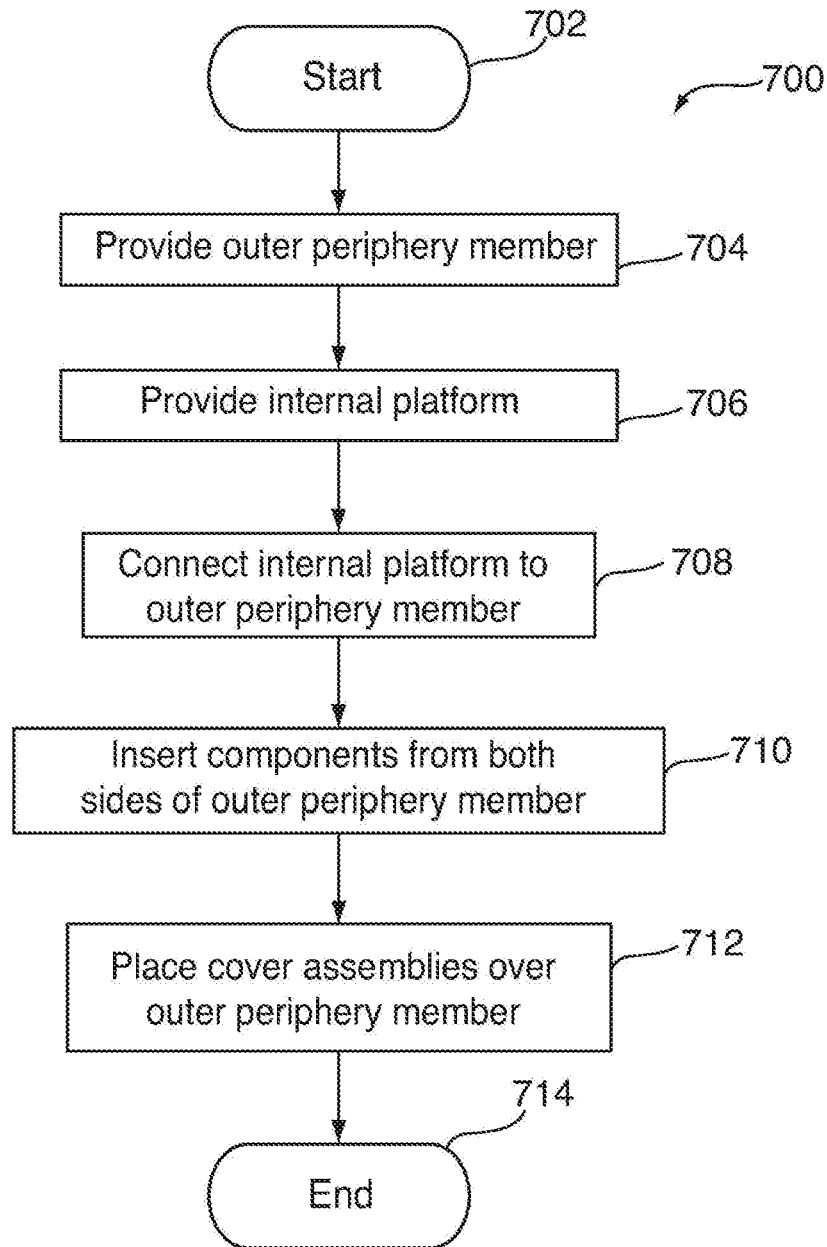 702
Start
700
Provide outer periphery member
704
Provide internal platform
706
Connect internal platform to
outer periphery member
708
Insert components from both
sides of outer periphery member
710
Place cover assemblies over
outer periphery member
712
714
End